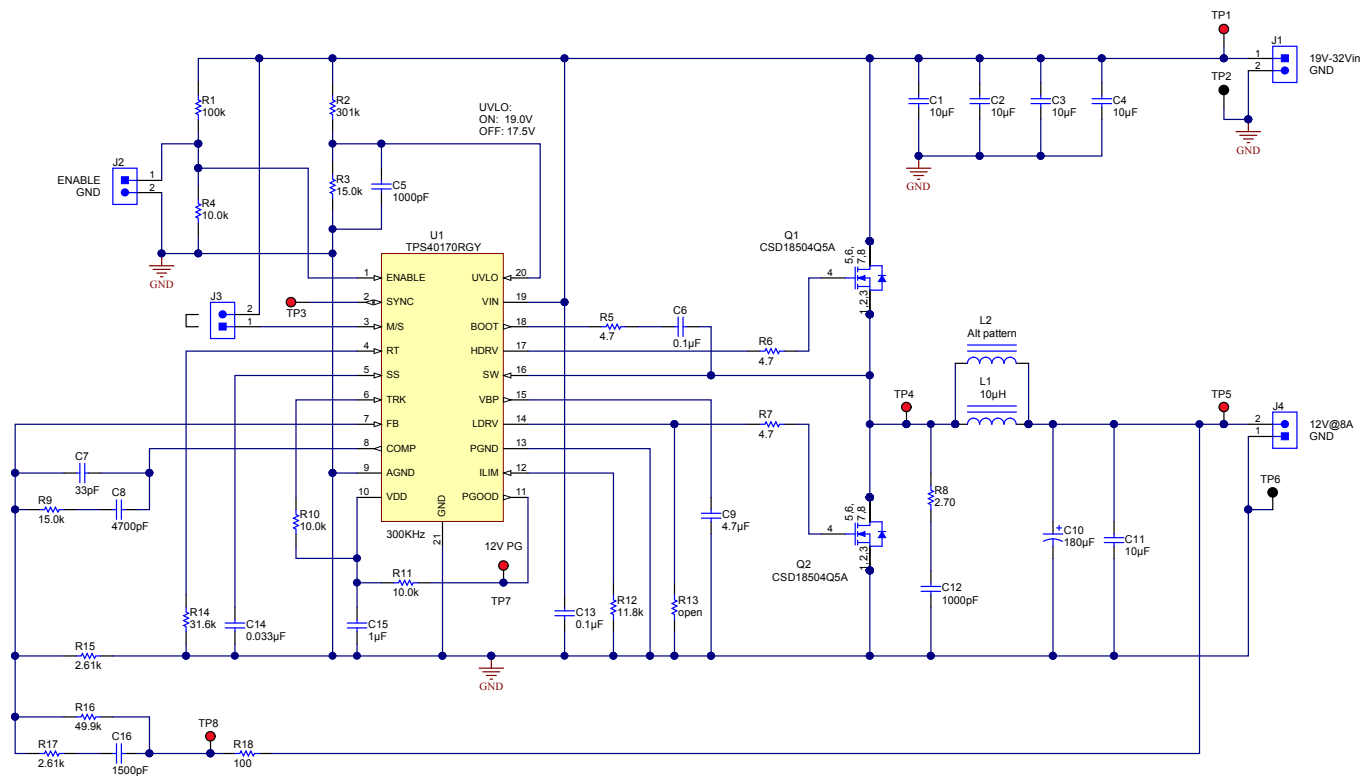 TP1
J1
1
2
19V-32Vin
GND
TP2
GND
R1
100k
R2
301k
UVLO:
ON: 19.0V
OFF: 17.5V
C1
10µF
C2
10µF
C3
10µF
C4
10µF
GND
J2
ENABLE
GND
1
2
R3
15.0k
C5
1000pF
R4
10.0k
GND
U1
TPS40170RGY
Q1
CSD18504Q5A
5,6,
7,8
4
1,2,3
1 ENABLE
2 SYNC
3 M/S
4 RT
5 SS
6 TRK
7 FB
8 COMP
9 AGND
10 VDD
UVLO 20
VIN 19
BOOT 18
HDRV 17
SW 16
VBP 15
LDRV 14
PGND 13
ILIM 12
PGOOD 11
GND
21
300KHz
TP3
J3
2
1
R5
4.7
C6
0.1µF
R6
4.7
L2
Alt pattern
L1
10µH
TP4
TP5
J4
2
1
12V@8A
GND
R7
4.7
C7
33pF
R9
15.0k
C8
4700pF
R10
10.0k
12V PG
TP7
R11
10.0k
C9
4.7µF
5,6,
7,8
4
1,2,3
Q2
CSD18504Q5A
R8
2.70
C12
1000pF
+
C10
180µF
C11
10µF
TP6
R14
31.6k
C14
0.033µF
C15
1µF
C13
0.1µF
R12
11.8k
R13
open
R15
2.61k
GND
R16
49.9k
R17
2.61k
C16
1500pF
TP8
R18
100